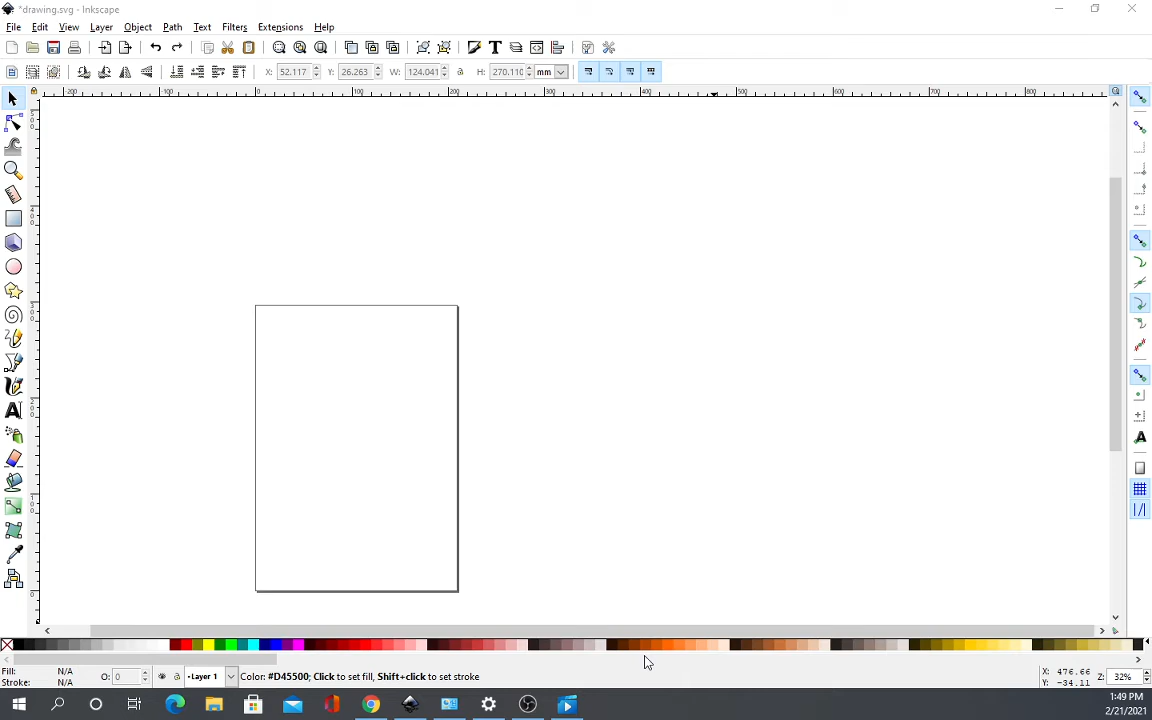 *drawing.svg - Inkscape
File Edit View Layer Object Path Text Filters Extensions Help
X: 52.117 Y: 26.263 W: 124.041 H: 270.110 mm
-200 -100 0 100 200 300 400 500 600 700 800
Fill: N/A O: 0 •Layer 1 Color: #D45500; Click to set fill, Shift+click to set stroke X: 476.66 Z: 32%
Stroke: N/A Y: -34.11
1:49 PM
2/21/2021